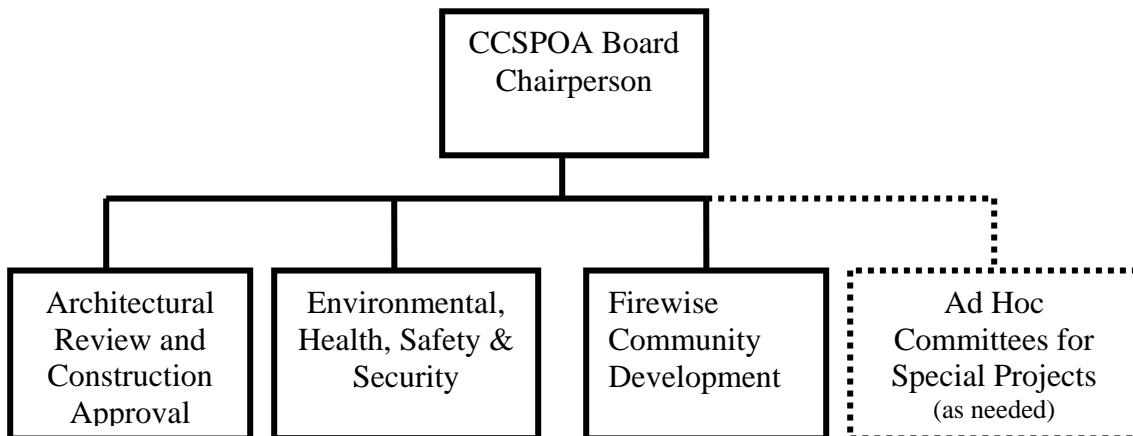 CCSPOA Board
Chairperson
Architectural
Review and
Construction
Approval
Environmental,
Health, Safety &
Security
Firewise
Community
Development
Ad Hoc
Committees for
Special Projects
(as needed)